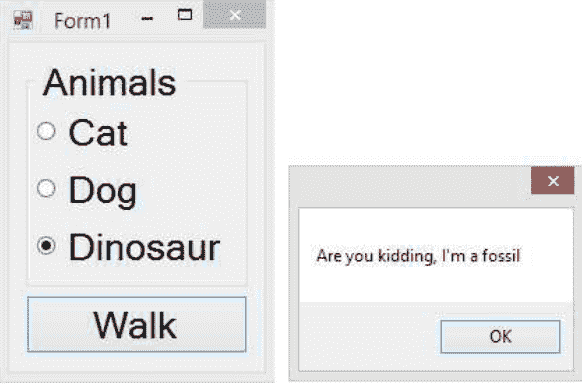 Form1
Animals
Cat
Dog
Dinosaur
Walk
Are you kidding, I'm a fossil
OK